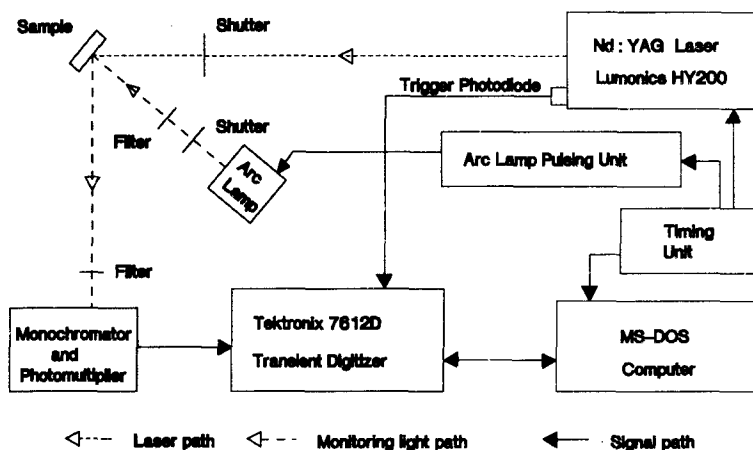 Sample
Shutter
Nd : YAG Laser
Lumonics HY200
Trigger Photodiode
Filter
Shutter
Arc
Lamp
Arc Lamp Pulsing Unit
Timing
Unit
Filter
Monochromator
and
Photomultiplier
Tektronix 7612D
Transient Digitizer
MS-DOS
Computer
Laser path
Monitoring light path
Signal path